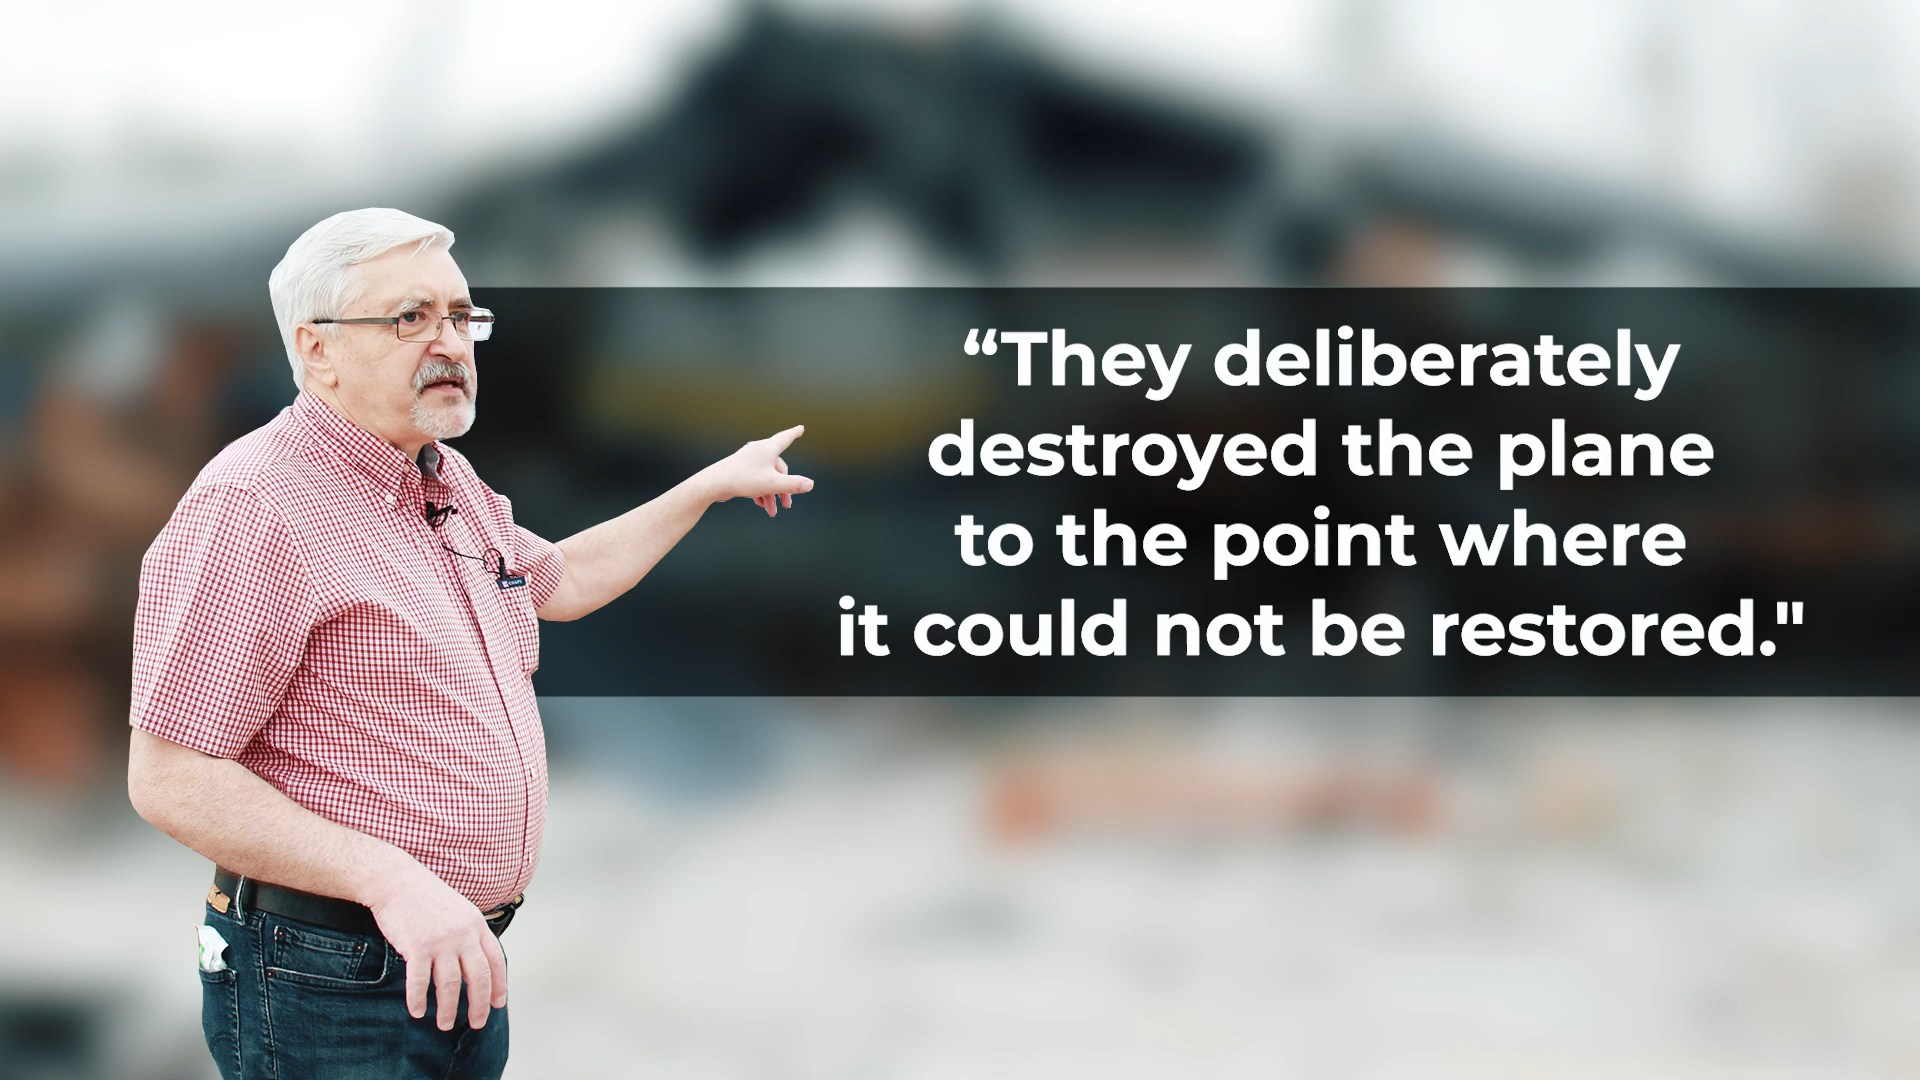 “They deliberately
destroyed the plane
to the point where
it could not be restored."